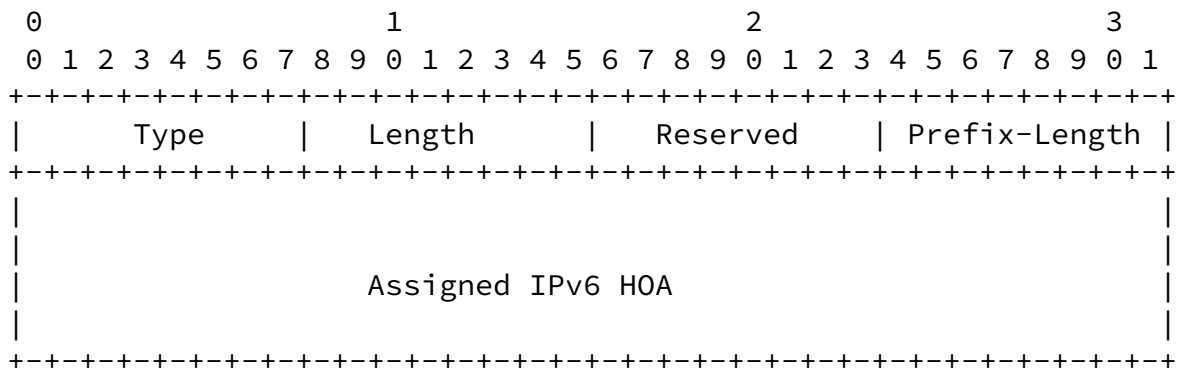 0                   1                   2                   3
0 1 2 3 4 5 6 7 8 9 0 1 2 3 4 5 6 7 8 9 0 1 2 3 4 5 6 7 8 9 0 1
+-+-+-+-+-+-+-+-+-+-+-+-+-+-+-+-+-+-+-+-+-+-+-+-+-+-+-+-+-+-+-+-+
|      Type     |   Length      |   Reserved    | Prefix-Length |
+-+-+-+-+-+-+-+-+-+-+-+-+-+-+-+-+-+-+-+-+-+-+-+-+-+-+-+-+-+-+-+-+
|                                                               |
|                                                               |
|                   Assigned IPv6 HOA                           |
|                                                               |
+-+-+-+-+-+-+-+-+-+-+-+-+-+-+-+-+-+-+-+-+-+-+-+-+-+-+-+-+-+-+-+-+